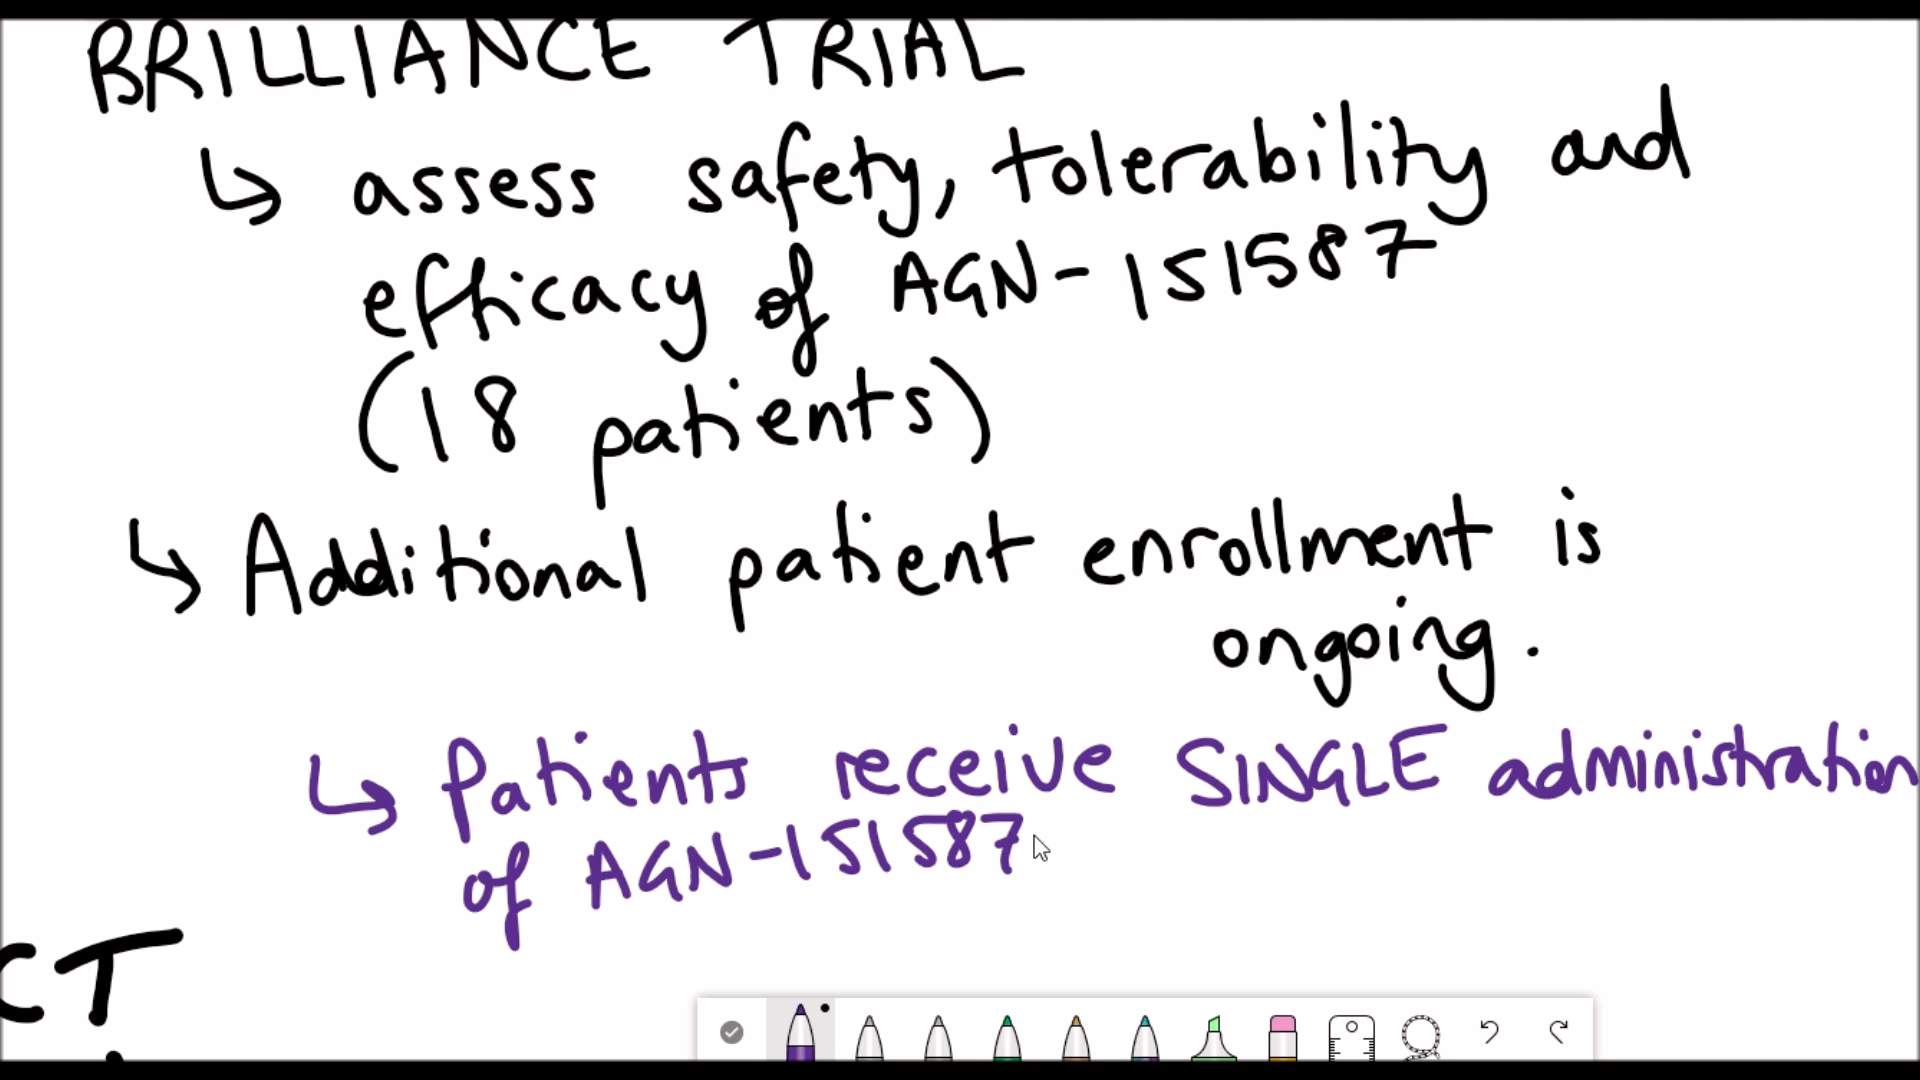 BRILLIANCE TRIAL
↳ assess safety, tolerability and
efficacy of AGN-151587
(18 patients)
↳ Additional patient enrollment is
ongoing.
↳ Patients receive SINGLE administration
of AGN-151587
CT